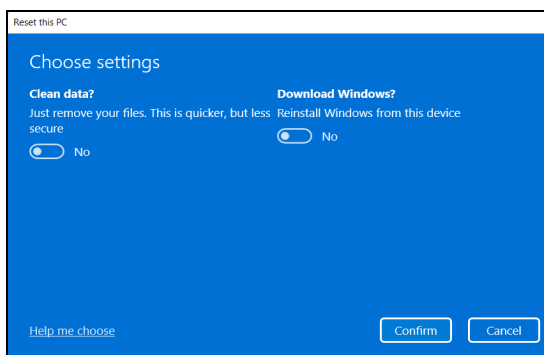 Reset this PC
Choose settings
Clean data?
Just remove your files. This is quicker, but less
secure
No
Download Windows?
Reinstall Windows from this device
No
Help me choose
Confirm
Cancel